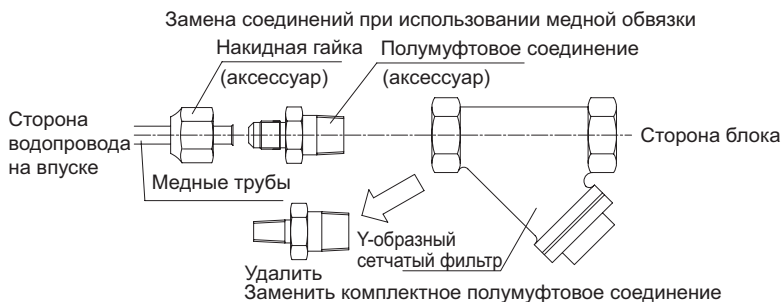 Замена соединений при использовании медной обвязки
Накидная гайка
(аксессуар)
Полумуфтовое соединение
(аксессуар)
Сторона
водопровода
на впуске
Сторона блока
Медные трубы
Y-образный
сетчатый фильтр
Удалить
Заменить комплектное полумуфтовое соединение